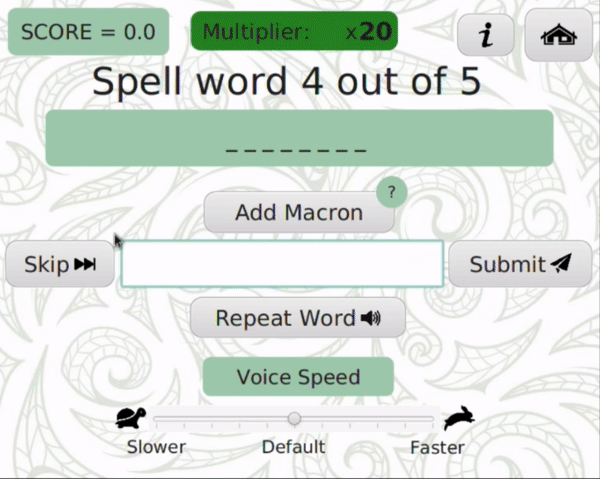 SCORE = 0.0 Multiplier: x20 i
Spell word 4 out of 5
_ _ _ _ _ _ _ _
?
Add Macron
Skip Submit
Repeat Word
Voice Speed
Slower Default Faster